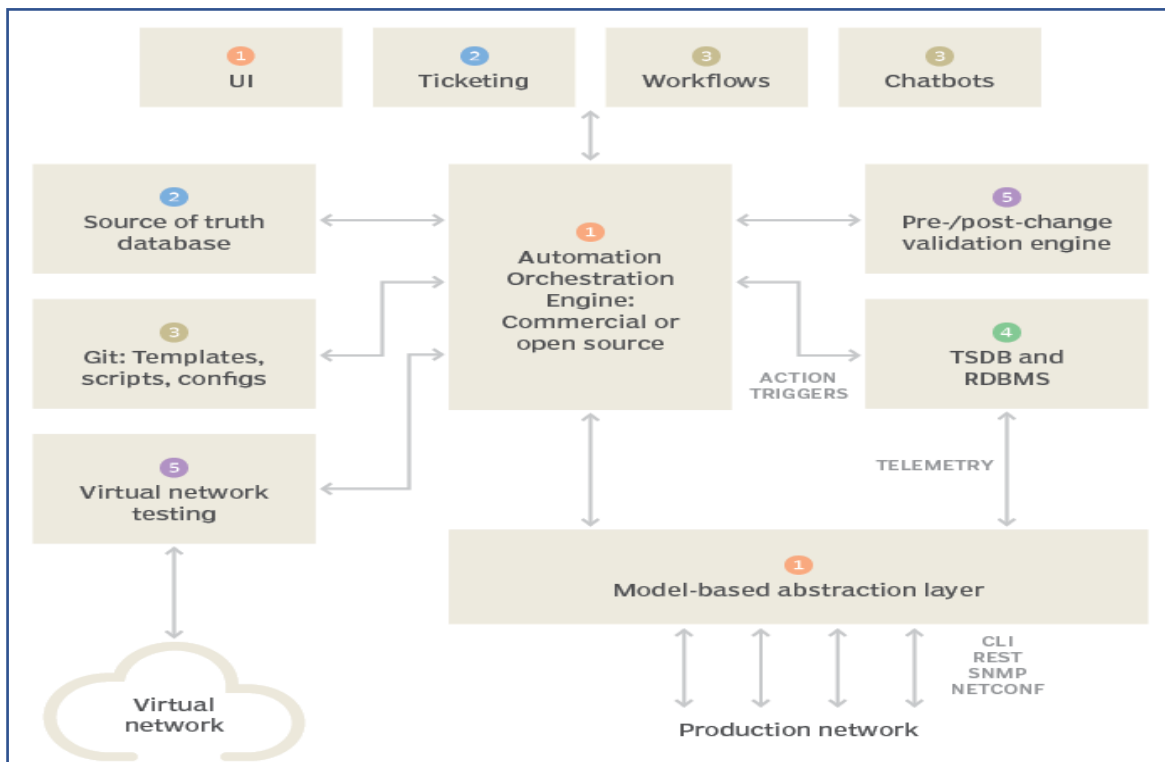 1
UI
2
Ticketing
3
Workflows
3
Chatbots
2
Source of truth
database
1
Automation
Orchestration
Engine:
Commercial or
open source
5
Pre-/post-change
validation engine
3
Git: Templates,
scripts, configs
4
TSDB and
RDBMS
ACTION
TRIGGERS
5
Virtual network
testing
TELEMETRY
1
Model-based abstraction layer
CLI
REST
SNMP
NETCONF
Virtual
network
Production network